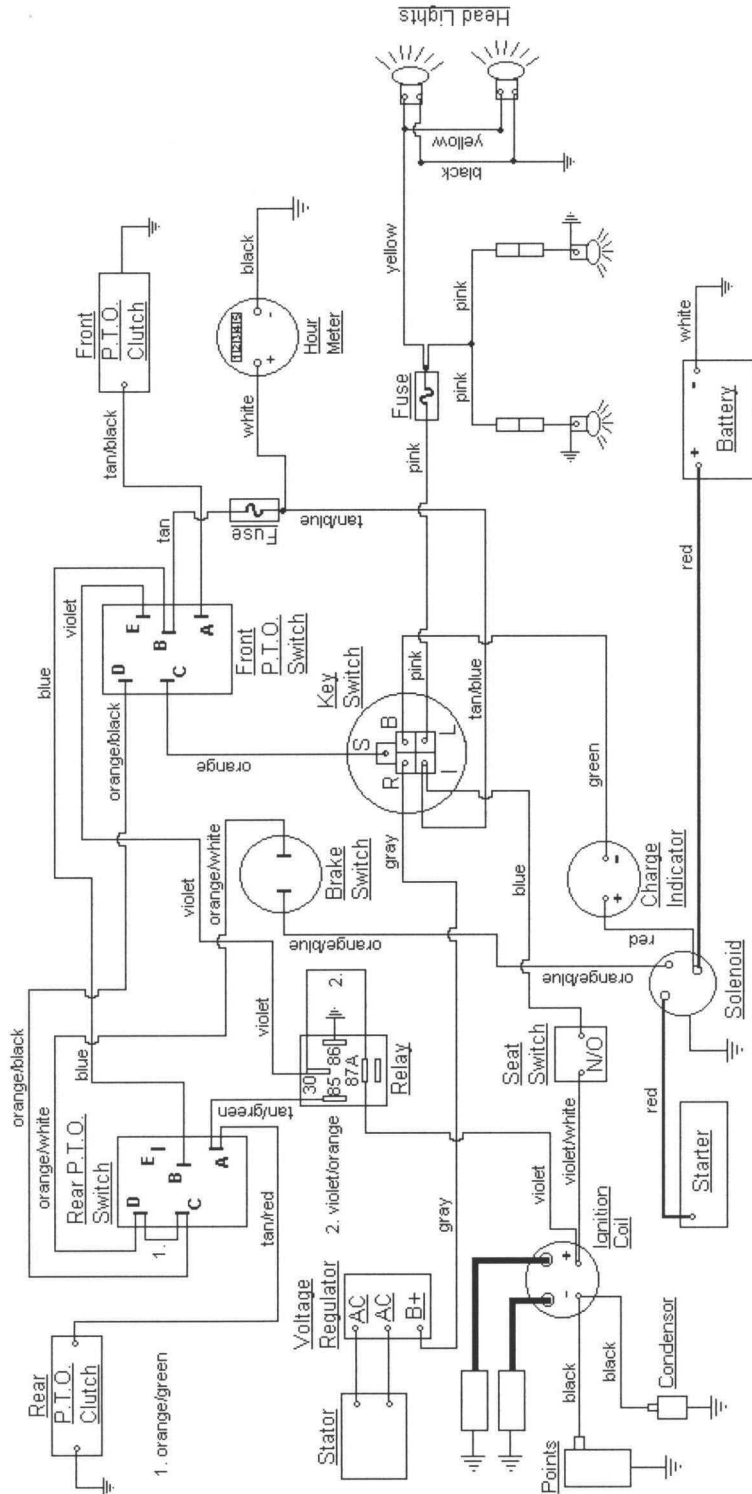 Rear
P.T.O.
Clutch
1. orange/green
orange/black
orange/white
Rear P.T.O.
Switch
D
E
B
C
A
1.
tan/red
blue
tan/green
2. violet/orange
orange/black
orange/white
violet
blue
violet
Front
P.T.O.
Switch
D
E
B
C
A
tan
tan/black
Front
P.T.O.
Clutch
Fuse
tan/blue
white
Hour
Meter
12345
+
-
black
Voltage
Regulator
AC
AC
B+
Stator
gray
violet
30
85
86
87A
2.
Relay
Brake
Switch
orange/blue
orange
Key
Switch
S
R
B
I
L
gray
pink
tan/blue
pink
Fuse
yellow
pink
pink
yellow
black
Head Lights
violet
violet/white
Seat
Switch
N/O
blue
+
-
Ignition
Coil
black
black
Points
Condensor
orange/blue
green
+
-
Charge
Indicator
red
Solenoid
red
Starter
red
+
-
Battery
white